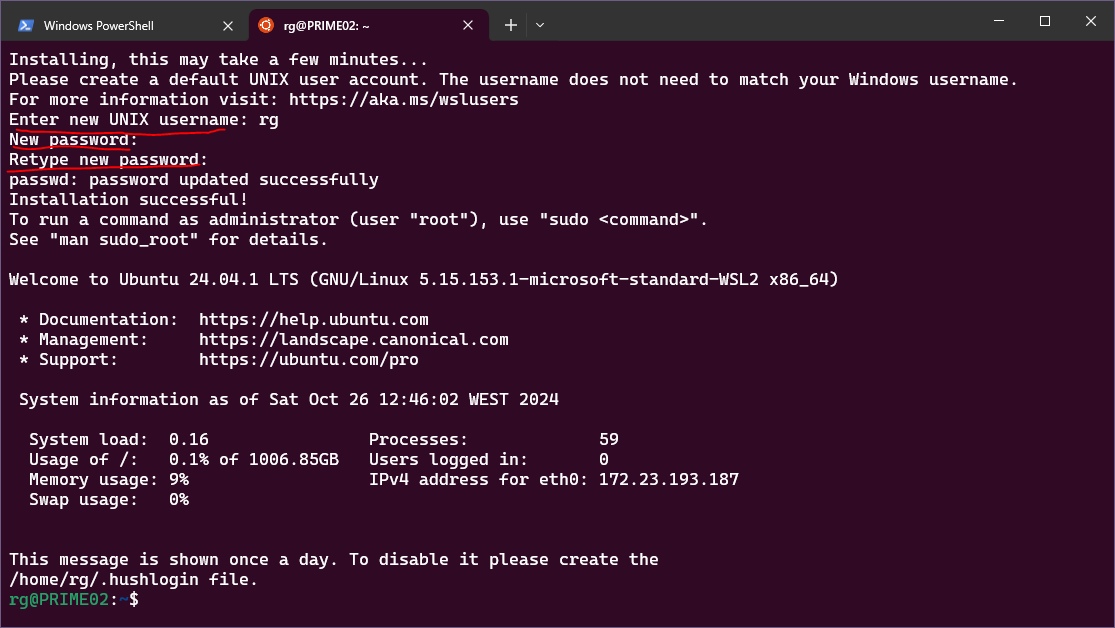 Windows PowerShell
rg@PRIME02: ~
Installing, this may take a few minutes...
Please create a default UNIX user account. The username does not need to match your Windows username.
For more information visit: https://aka.ms/wslusers
Enter new UNIX username: rg
New password:
Retype new password:
passwd: password updated successfully
Installation successful!
To run a command as administrator (user "root"), use "sudo <command>".
See "man sudo_root" for details.
Welcome to Ubuntu 24.04.1 LTS (GNU/Linux 5.15.153.1-microsoft-standard-WSL2 x86_64)
* Documentation:  https://help.ubuntu.com
* Management:     https://landscape.canonical.com
* Support:        https://ubuntu.com/pro
System information as of Sat Oct 26 12:46:02 WEST 2024
System load:  0.16                Processes:             59
Usage of /:   0.1% of 1006.85GB   Users logged in:       0
Memory usage: 9%                  IPv4 address for eth0: 172.23.193.187
Swap usage:   0%
This message is shown once a day. To disable it please create the
/home/rg/.hushlogin file.
rg@PRIME02:~$